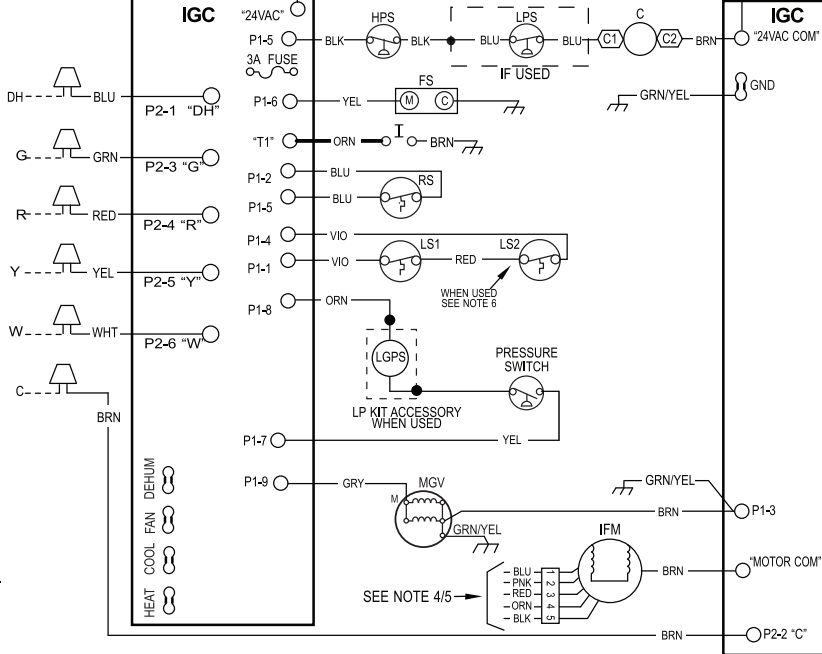 IGC "24VAC" HPS LPS C IGC
P1-5 BLK BLK BLU BLU C1 C2 BRN "24VAC COM"
3A FUSE IF USED
DH BLU P2-1 "DH" P1-6 YEL FS M C GRN/YEL GND
"T1" ORN I BRN
G GRN P2-3 "G"
P1-2 BLU RS
P1-5 BLU
R RED P2-4 "R"
P1-4 VIO
P1-1 VIO LS1 RED LS2
Y YEL P2-5 "Y"
WHEN USED
SEE NOTE 6
P1-8 ORN
W WHT P2-6 "W"
LGPS
PRESSURE
SWITCH
C
BRN
LP KIT ACCESSORY
WHEN USED
P1-7 YEL
DEHUM
FAN
COOL
HEAT
P1-9 GRY M MGV GRN/YEL
GRN/YEL BRN P1-3
IFM
SEE NOTE 4/5
BLU 1
PNK 2
RED 3
ORN 4
BLK 5
BRN "MOTOR COM"
BRN P2-2 "C"